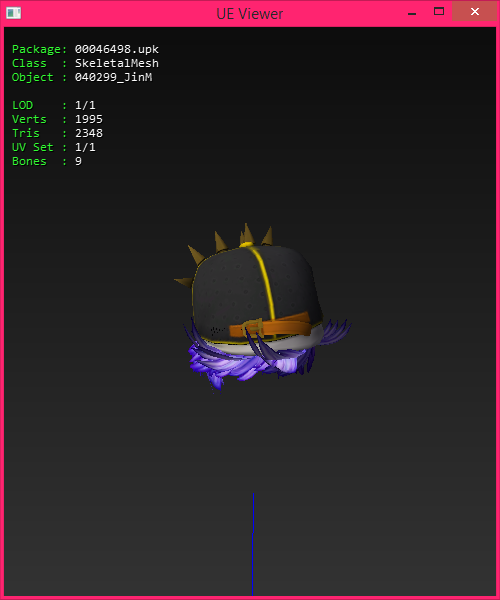 UE Viewer
Package: 00046498.upk
Class : SkeletalMesh
Object : 040299_JinM
LOD : 1/1
Verts : 1995
Tris : 2348
UV Set : 1/1
Bones : 9